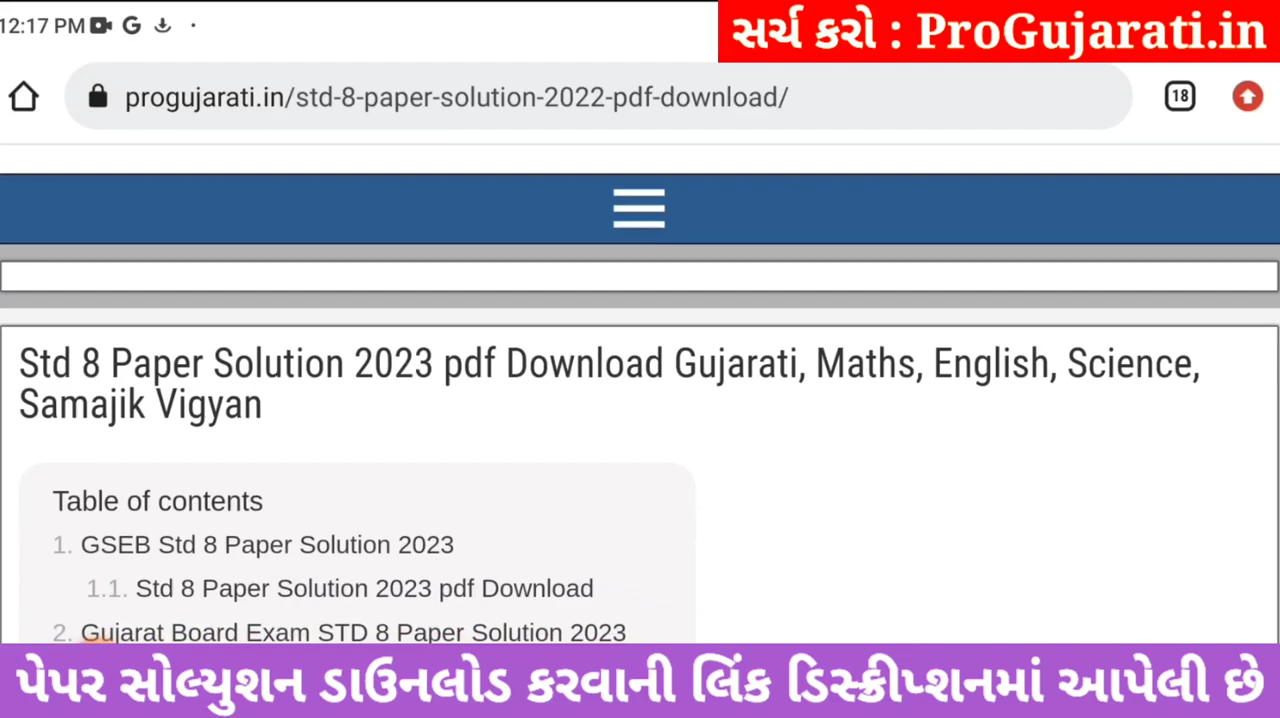 12:17 PM
સર્ચ કરો : ProGujarati.in
progujarati.in/std-8-paper-solution-2022-pdf-download/
18
Std 8 Paper Solution 2023 pdf Download Gujarati, Maths, English, Science,
Samajik Vigyan
Table of contents
1. GSEB Std 8 Paper Solution 2023
1.1. Std 8 Paper Solution 2023 pdf Download
2. Gujarat Board Exam STD 8 Paper Solution 2023
પેપર સોલ્યુશન ડાઉનલોડ કરવાની લિંક ડિસ્ક્રીપ્શનમાં આપેલી છે